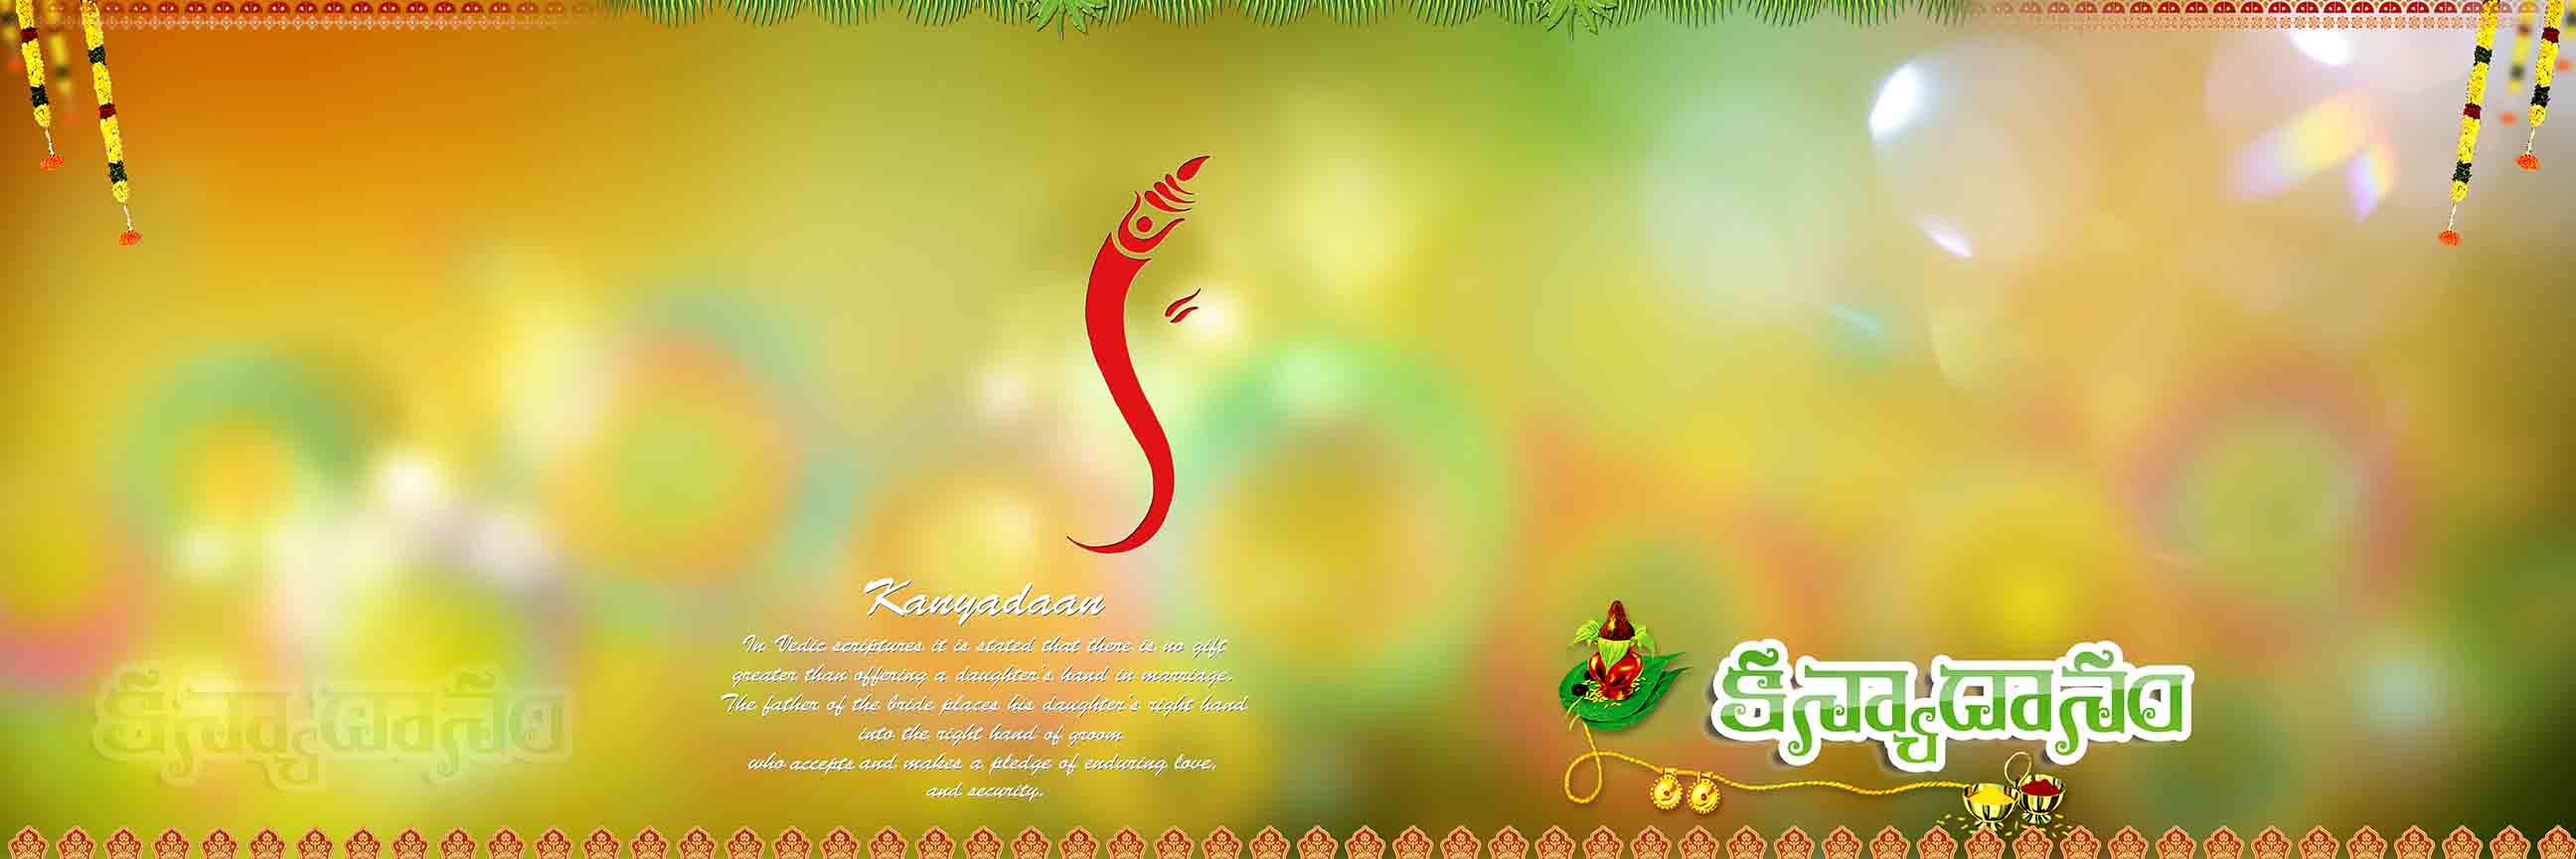 Kanyadaan
In Vedic scriptures it is stated that there is no gift
greater than offering a daughter's hand in marriage.
The father of the bride places his daughter's right hand
into the right hand of groom
who accepts and makes a pledge of enduring love,
and security.
కన్యాదానం
కన్యాదానం